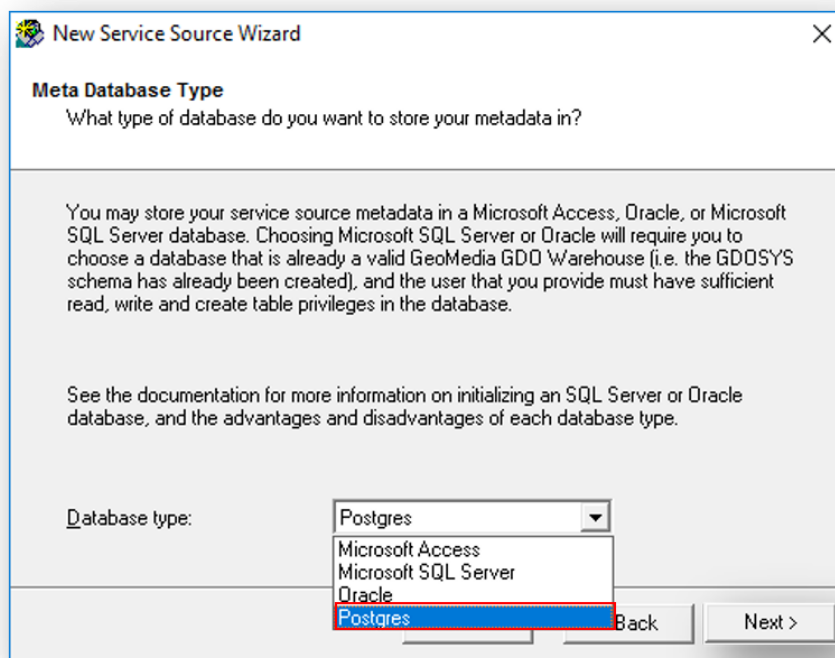 New Service Source Wizard
Meta Database Type
What type of database do you want to store your metadata in?
You may store your service source metadata in a Microsoft Access, Oracle, or Microsoft
SQL Server database. Choosing Microsoft SQL Server or Oracle will require you to
choose a database that is already a valid GeoMedia GDO Warehouse (i.e. the GDOSYS
schema has already been created), and the user that you provide must have sufficient
read, write and create table privileges in the database.
See the documentation for more information on initializing an SQL Server or Oracle
database, and the advantages and disadvantages of each database type.
Database type:
Postgres
Microsoft Access
Microsoft SQL Server
Oracle
Postgres
Back
Next >